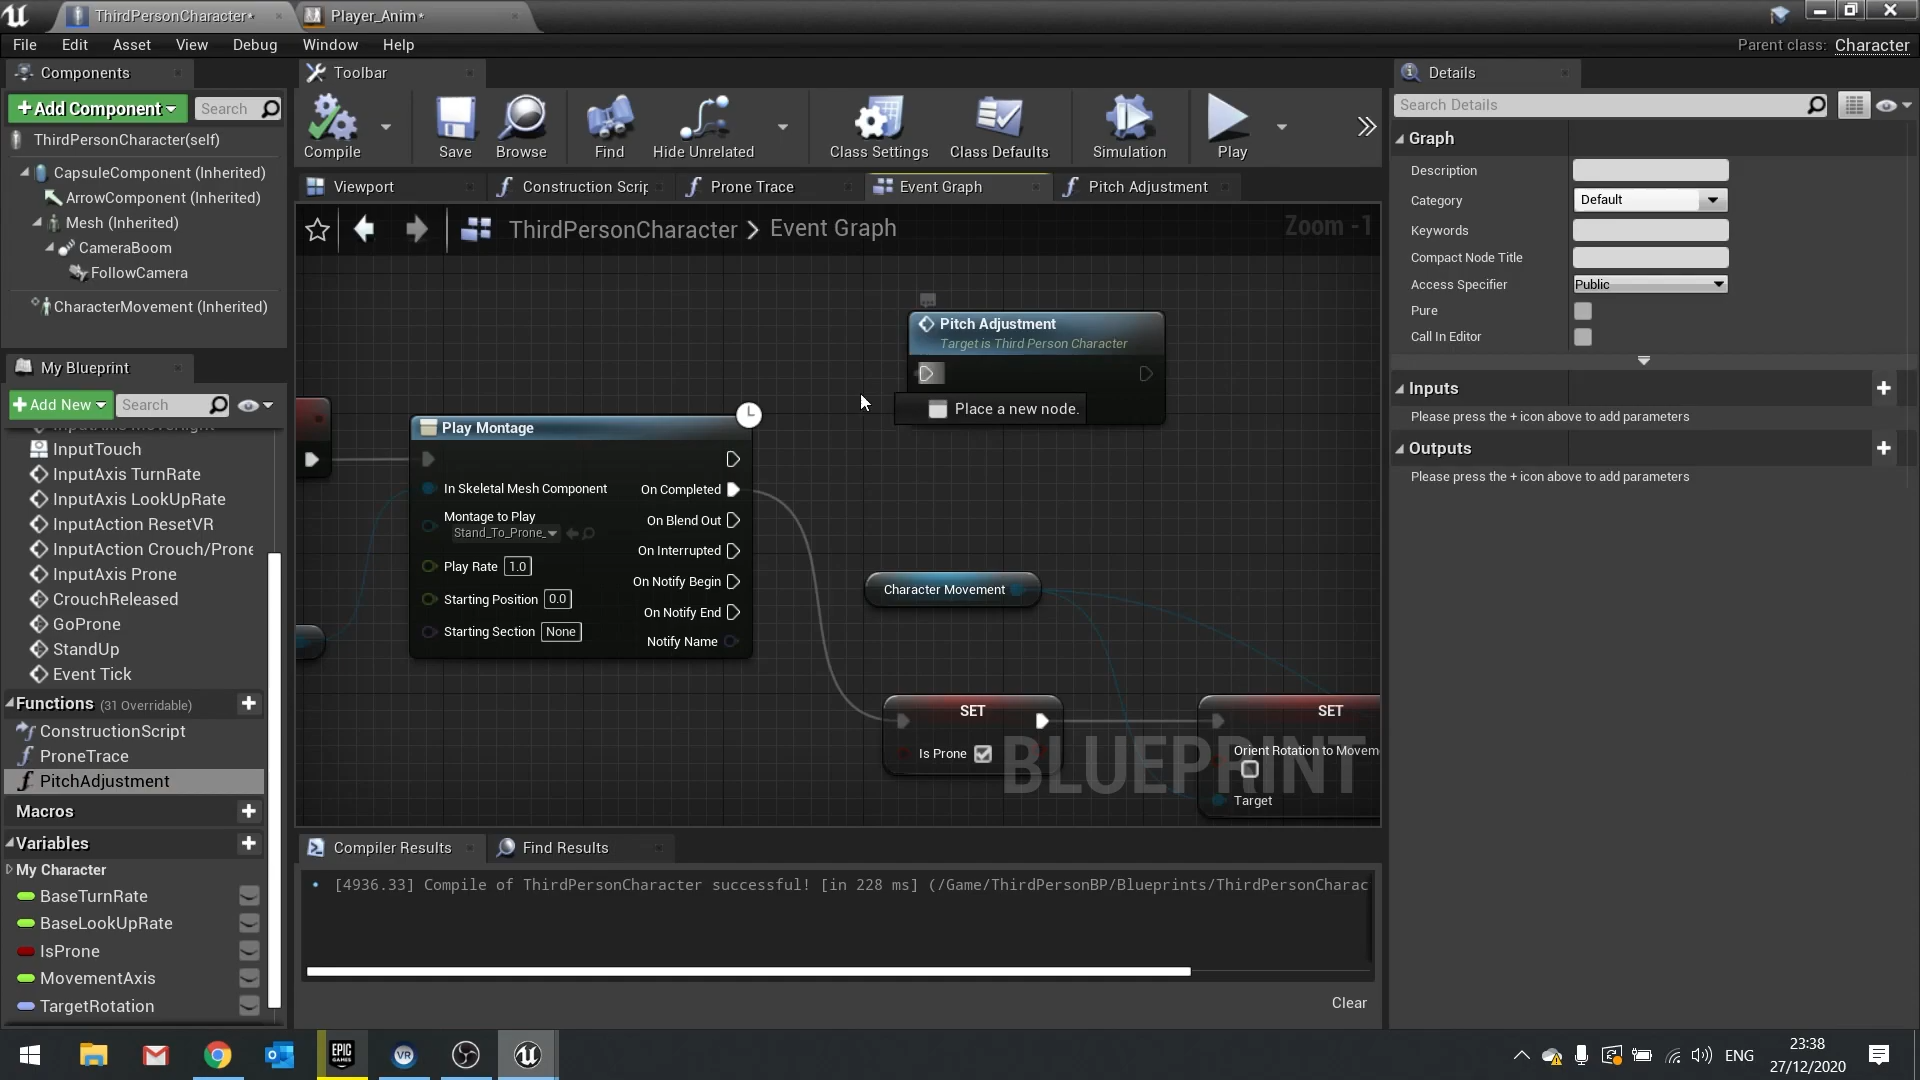 ThirdPersonCharacter*
Player_Anim*
File Edit Asset View Debug Window Help
Parent class: Character
Components
Toolbar
Details
Add Component
Search
Search Details
ThirdPersonCharacter(self)
CapsuleComponent (Inherited)
ArrowComponent (Inherited)
Mesh (Inherited)
CameraBoom
FollowCamera
CharacterMovement (Inherited)
Compile
Save
Browse
Find
Hide Unrelated
Class Settings
Class Defaults
Simulation
Play
Viewport
Construction Scrip
Prone Trace
Event Graph
Pitch Adjustment
ThirdPersonCharacter
Event Graph
Zoom -1
Graph
Description
Category
Default
Keywords
Compact Node Title
Access Specifier
Public
Pure
Call In Editor
Inputs
Please press the + icon above to add parameters
Outputs
Please press the + icon above to add parameters
My Blueprint
Add New
Search
InputTouch
InputAxis TurnRate
InputAxis LookUpRate
InputAction ResetVR
InputAction Crouch/Prone
InputAxis Prone
CrouchReleased
GoProne
StandUp
Event Tick
Functions (31 Overridable)
ConstructionScript
ProneTrace
PitchAdjustment
Macros
Variables
My Character
BaseTurnRate
BaseLookUpRate
IsProne
MovementAxis
TargetRotation
Pitch Adjustment
Target is Third Person Character
Place a new node.
Play Montage
In Skeletal Mesh Component
On Completed
Montage to Play
Stand_To_Prone_
On Blend Out
On Interrupted
Play Rate 1.0
On Notify Begin
Starting Position 0.0
On Notify End
Starting Section None
Notify Name
Character Movement
SET
Is Prone
SET
Orient Rotation to Movem
Target
BLUEPRINT
Compiler Results
Find Results
[4936.33] Compile of ThirdPersonCharacter successful! [in 228 ms] (/Game/ThirdPersonBP/Blueprints/ThirdPersonCharac
Clear
EPIC
GAMES
VR
ENG
23:38
27/12/2020